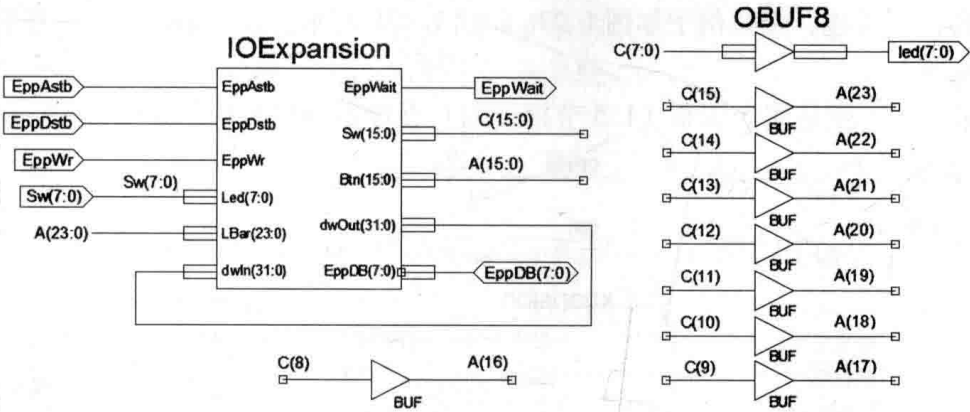 OBUF8
C(7:0)
led(7:0)
IOExpansion
EppAstb
EppAstb
EppWait
EppWait
EppDstb
EppDstb
Sw(15:0)
C(15:0)
EppWr
EppWr
Btn(15:0)
A(15:0)
Sw(7:0)
Sw(7:0)
Led(7:0)
A(23:0)
LBar(23:0)
dwOut(31:0)
dwIn(31:0)
EppDB(7:0)
EppDB(7:0)
C(8)
A(16)
BUF
C(15)
A(23)
BUF
C(14)
A(22)
BUF
C(13)
A(21)
BUF
C(12)
A(20)
BUF
C(11)
A(19)
BUF
C(10)
A(18)
BUF
C(9)
A(17)
BUF